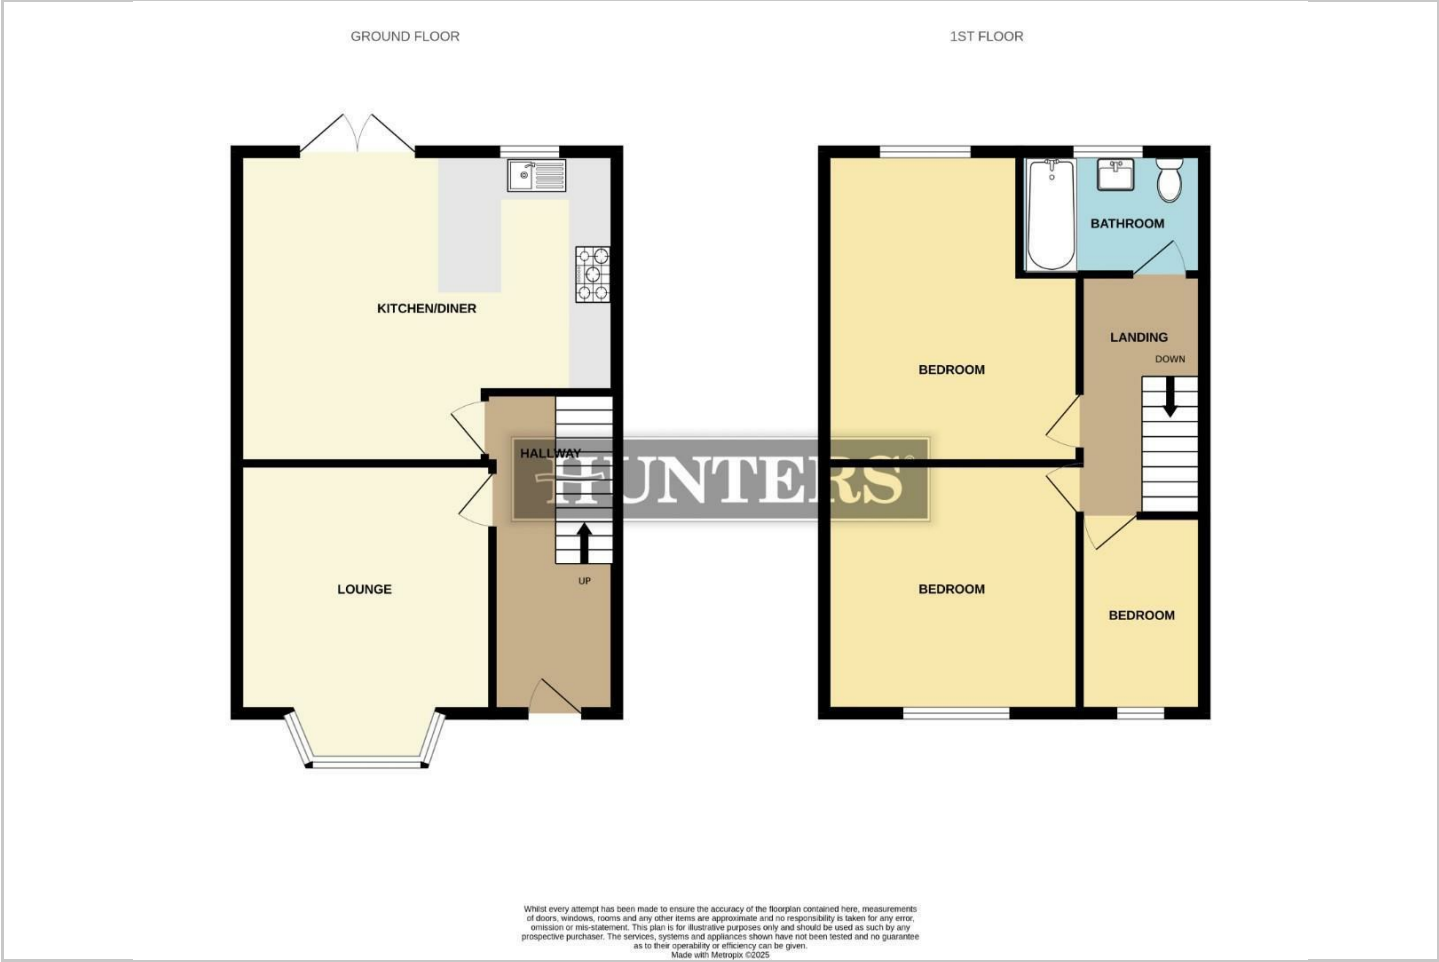 GROUND FLOOR
1ST FLOOR
BATHROOM
KITCHEN/DINER
LANDING
DOWN
BEDROOM
HALLWAY
HUNTERS
UP
LOUNGE
BEDROOM
BEDROOM
Whilst every attempt has been made to ensure the accuracy of the floorplan contained here, measurements
of doors, windows, rooms and any other items are approximate and no responsibility is taken for any error,
omission or mis-statement. This plan is for illustrative purposes only and should be used as such by any
prospective purchaser. The services, systems and appliances shown have not been tested and no guarantee
as to their operability or efficiency can be given.
Made with Metropix ©2025